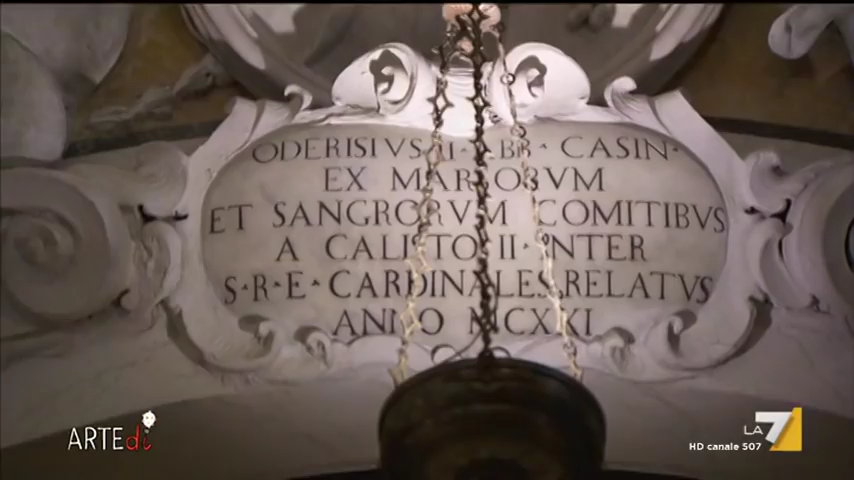 ODERISIVS·II·ABB· CASIN·
EX MARSORVM
ET SANGRORVM COMITIBVS
A CALISTO II· INTER
S·R·E· CARDINALES RELATVS
ANNO MCXXI
ARTEdi
LA7
HD canale 507